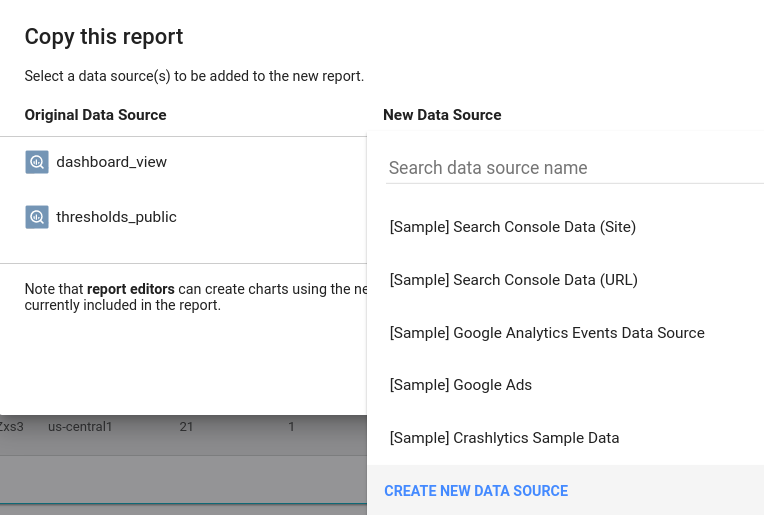 Copy this report
Select a data source(s) to be added to the new report.
Original Data Source
New Data Source
dashboard_view
thresholds_public
Note that report editors can create charts using the ne
currently included in the report.
Search data source name
[Sample] Search Console Data (Site)
[Sample] Search Console Data (URL)
[Sample] Google Analytics Events Data Source
[Sample] Google Ads
[Sample] Crashlytics Sample Data
CREATE NEW DATA SOURCE
Zxs3 us-central1 21 1